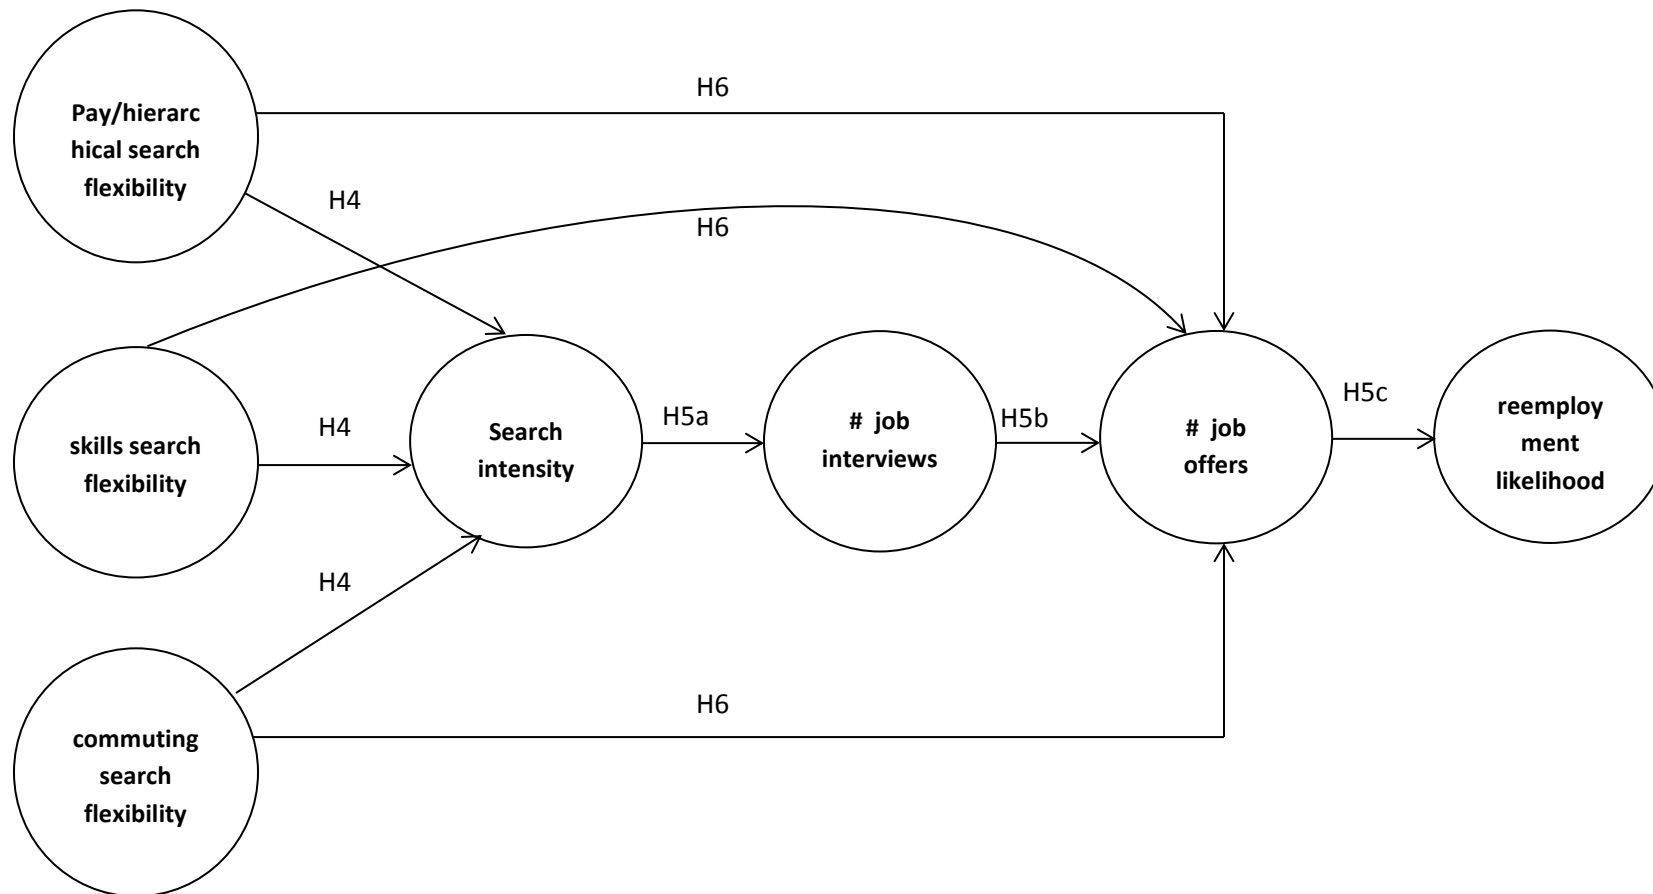 H6
Pay/hierarc
hical search
flexibility
H4
H6
skills search
flexibility
H4
Search
intensity
H5a
# job
interviews
H5b
# job
offers
H5c
reemploy
ment
likelihood
H4
commuting
search
flexibility
H6